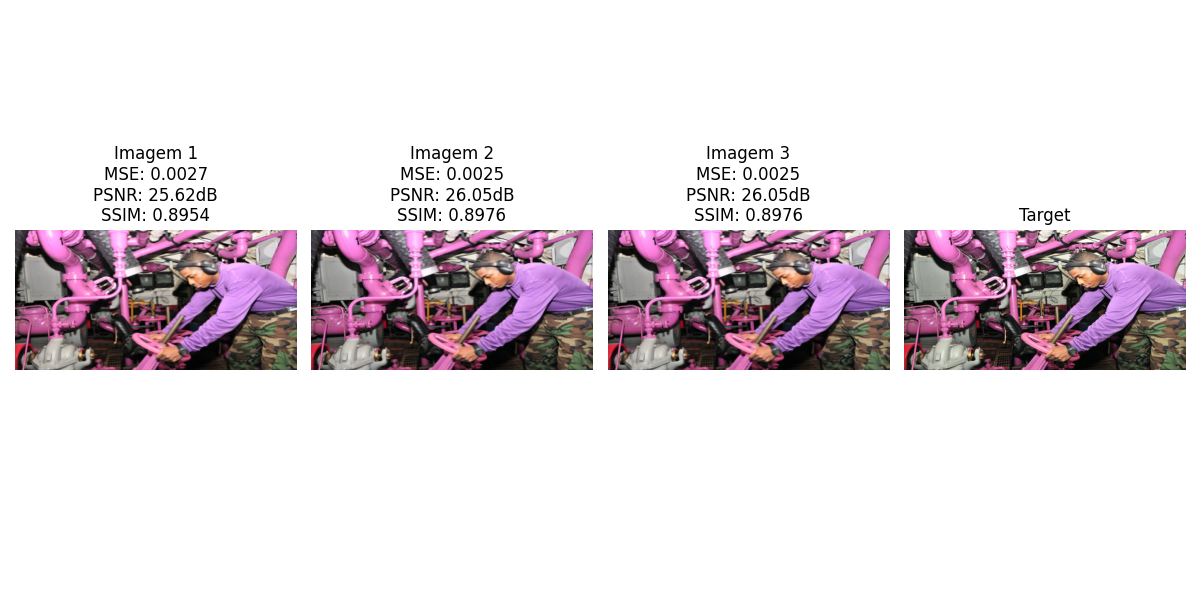 Imagem 1
MSE: 0.0027
PSNR: 25.62dB
SSIM: 0.8954
Imagem 2
MSE: 0.0025
PSNR: 26.05dB
SSIM: 0.8976
Imagem 3
MSE: 0.0025
PSNR: 26.05dB
SSIM: 0.8976
Target